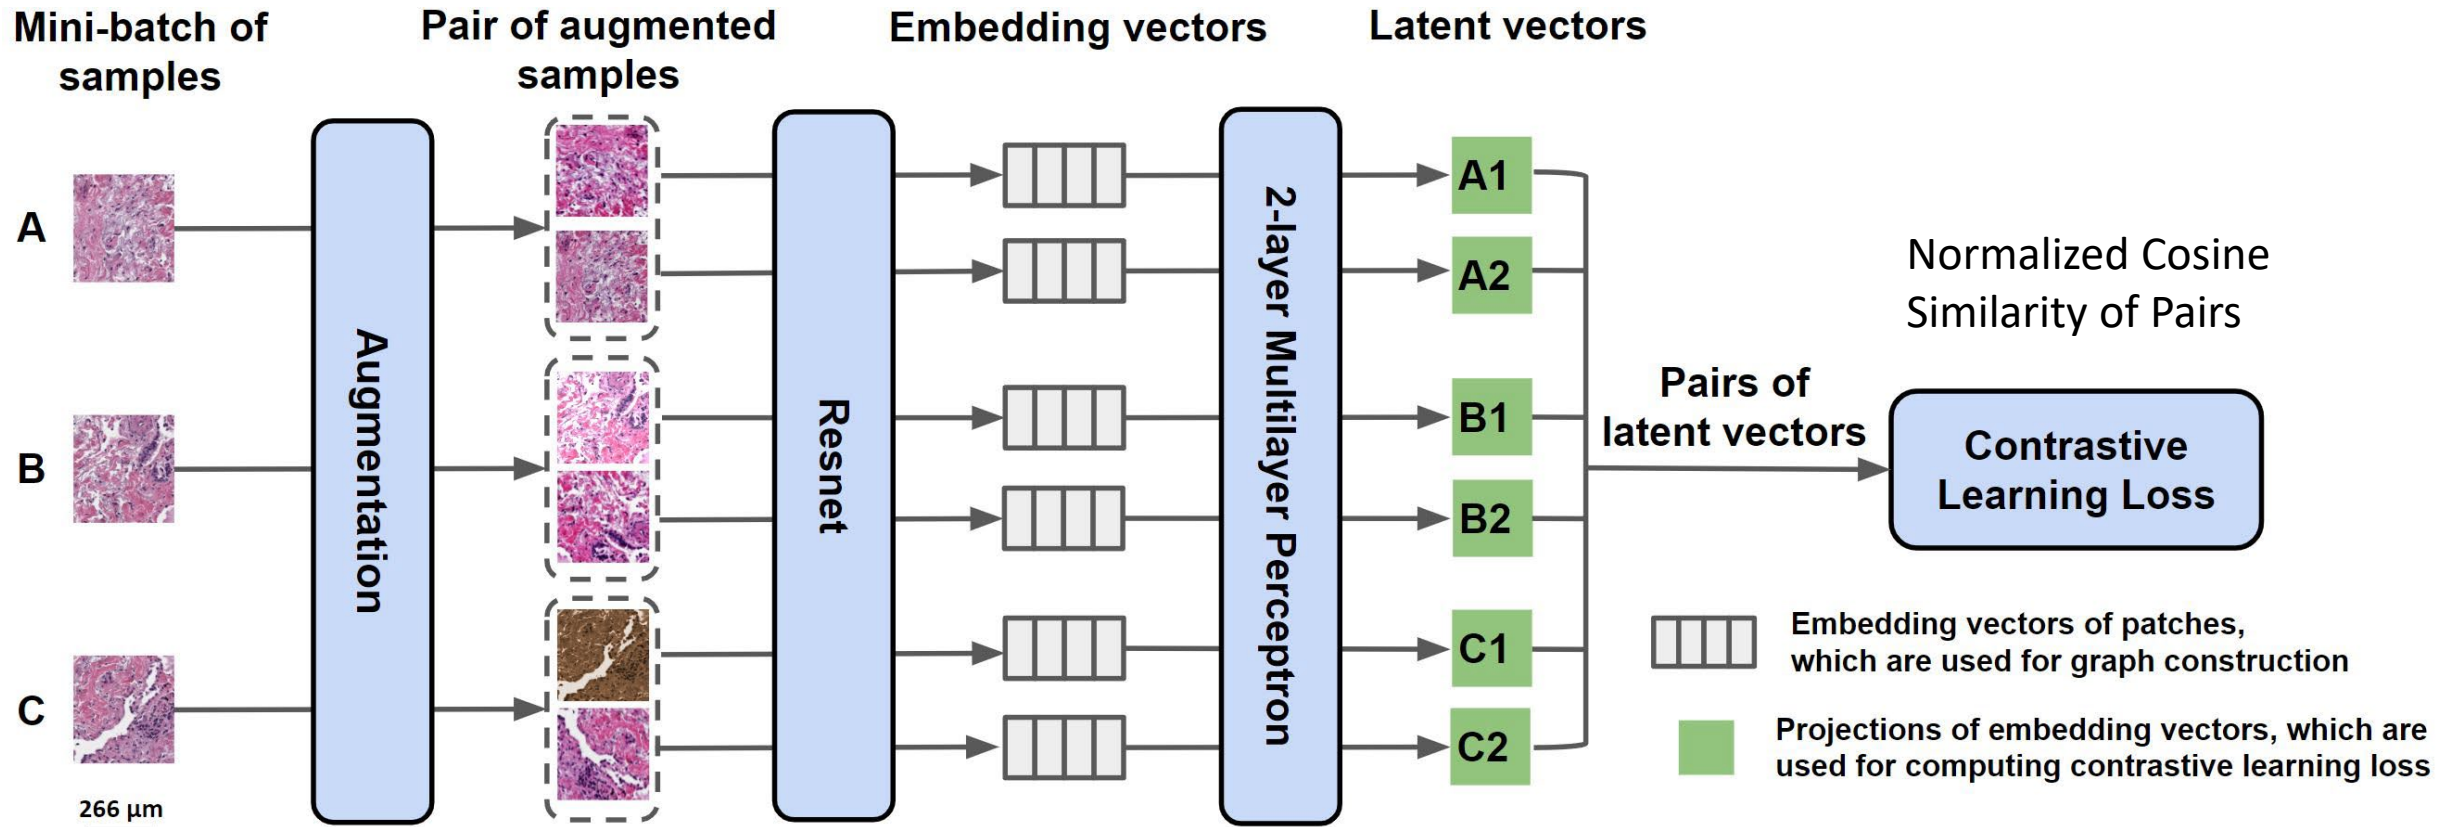 Mini-batch of
samples
Pair of augmented
samples
Embedding vectors
Latent vectors
A
B
C
266 µm
Augmentation
Resnet
2-layer Multilayer Perceptron
A1
A2
B1
B2
C1
C2
Pairs of
latent vectors
Normalized Cosine
Similarity of Pairs
Contrastive
Learning Loss
Embedding vectors of patches,
which are used for graph construction
Projections of embedding vectors, which are
used for computing contrastive learning loss